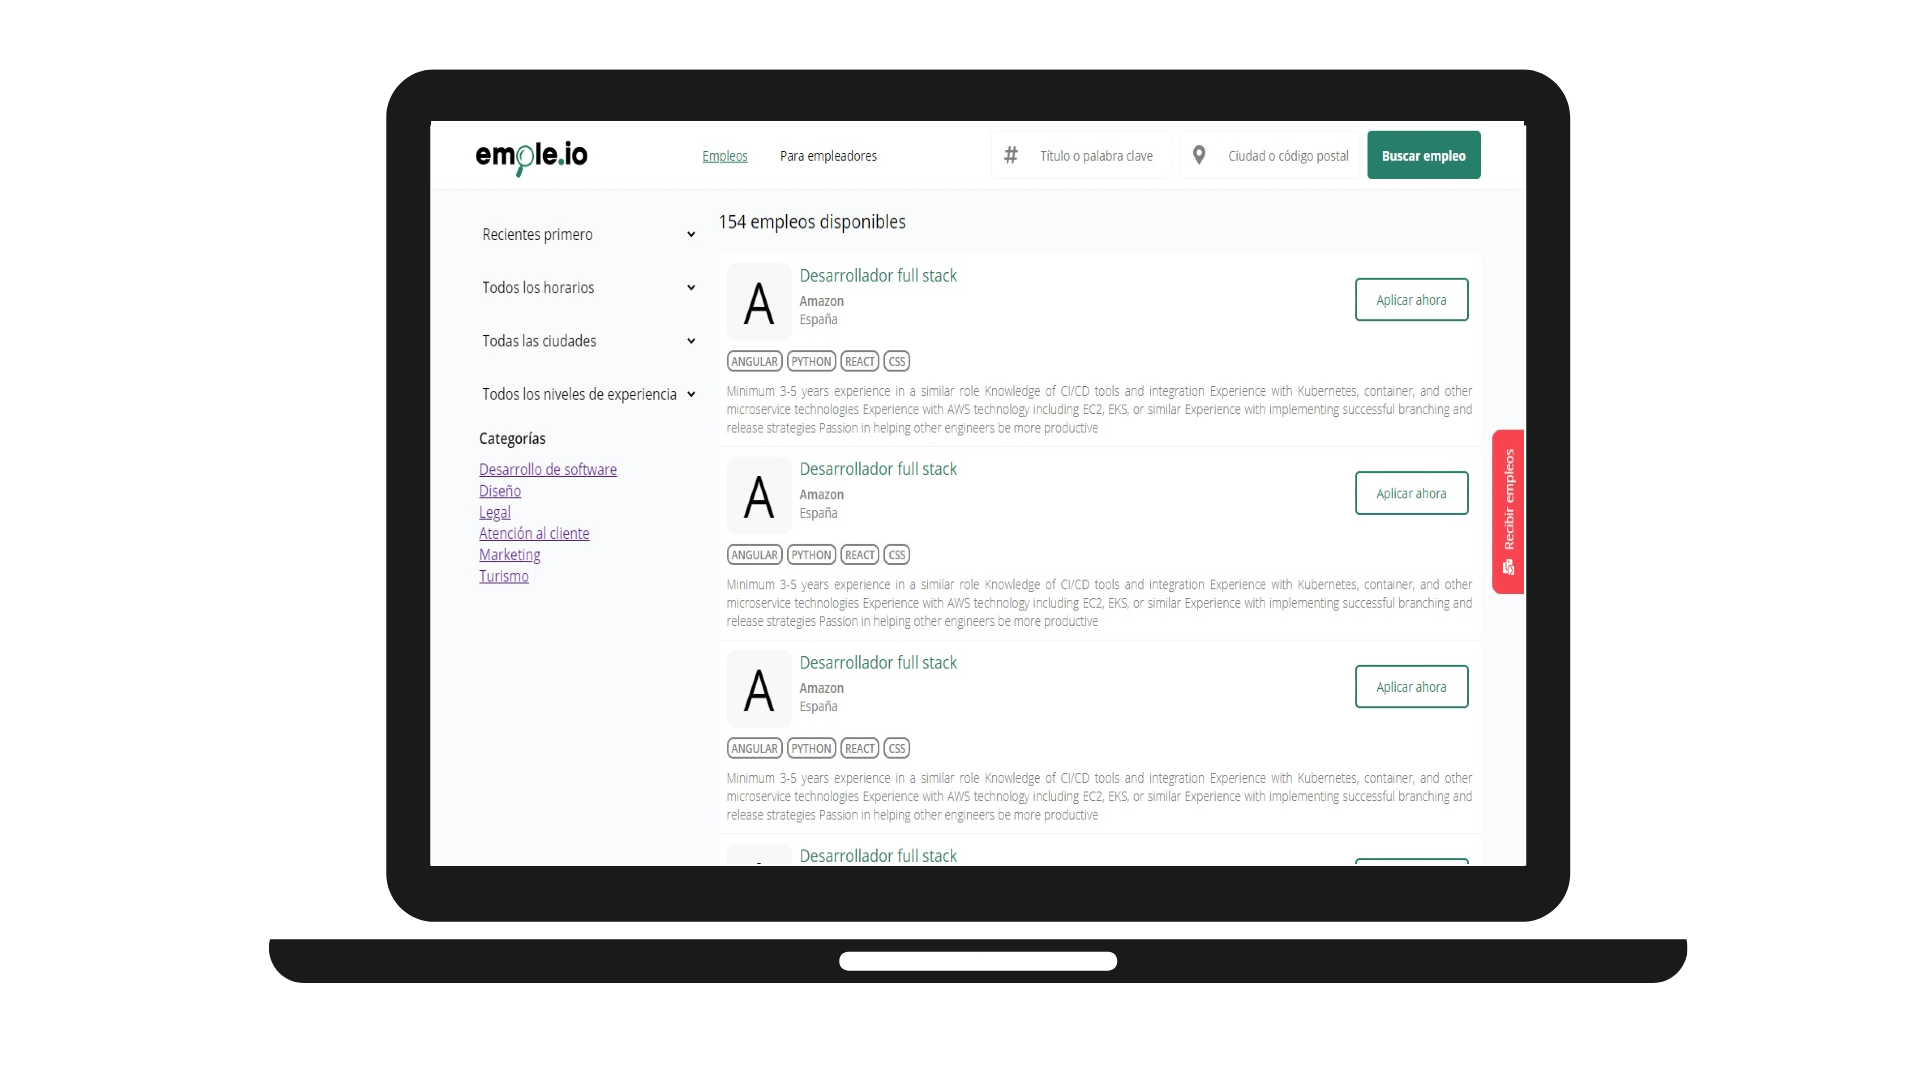 emple.io
Empleos
Para empleadores
# Título o palabra clave
Ciudad o código postal
Buscar empleo
Recientes primero
Todos los horarios
Todas las ciudades
Todos los niveles de experiencia
Categorías
Desarrollo de software
Diseño
Legal
Atención al cliente
Marketing
Turismo
154 empleos disponibles
A
Desarrollador full stack
Amazon
España
Aplicar ahora
ANGULAR PYTHON REACT CSS
Minimum 3-5 years experience in a similar role Knowledge of CI/CD tools and integration Experience with Kubernetes, container, and other
microservice technologies Experience with AWS technology including EC2, EKS, or similar Experience with implementing successful branching and
release strategies Passion in helping other engineers be more productive
A
Desarrollador full stack
Amazon
España
Aplicar ahora
ANGULAR PYTHON REACT CSS
Minimum 3-5 years experience in a similar role Knowledge of CI/CD tools and integration Experience with Kubernetes, container, and other
microservice technologies Experience with AWS technology including EC2, EKS, or similar Experience with implementing successful branching and
release strategies Passion in helping other engineers be more productive
A
Desarrollador full stack
Amazon
España
Aplicar ahora
ANGULAR PYTHON REACT CSS
Minimum 3-5 years experience in a similar role Knowledge of CI/CD tools and integration Experience with Kubernetes, container, and other
microservice technologies Experience with AWS technology including EC2, EKS, or similar Experience with implementing successful branching and
release strategies Passion in helping other engineers be more productive
Desarrollador full stack
Recibir empleos